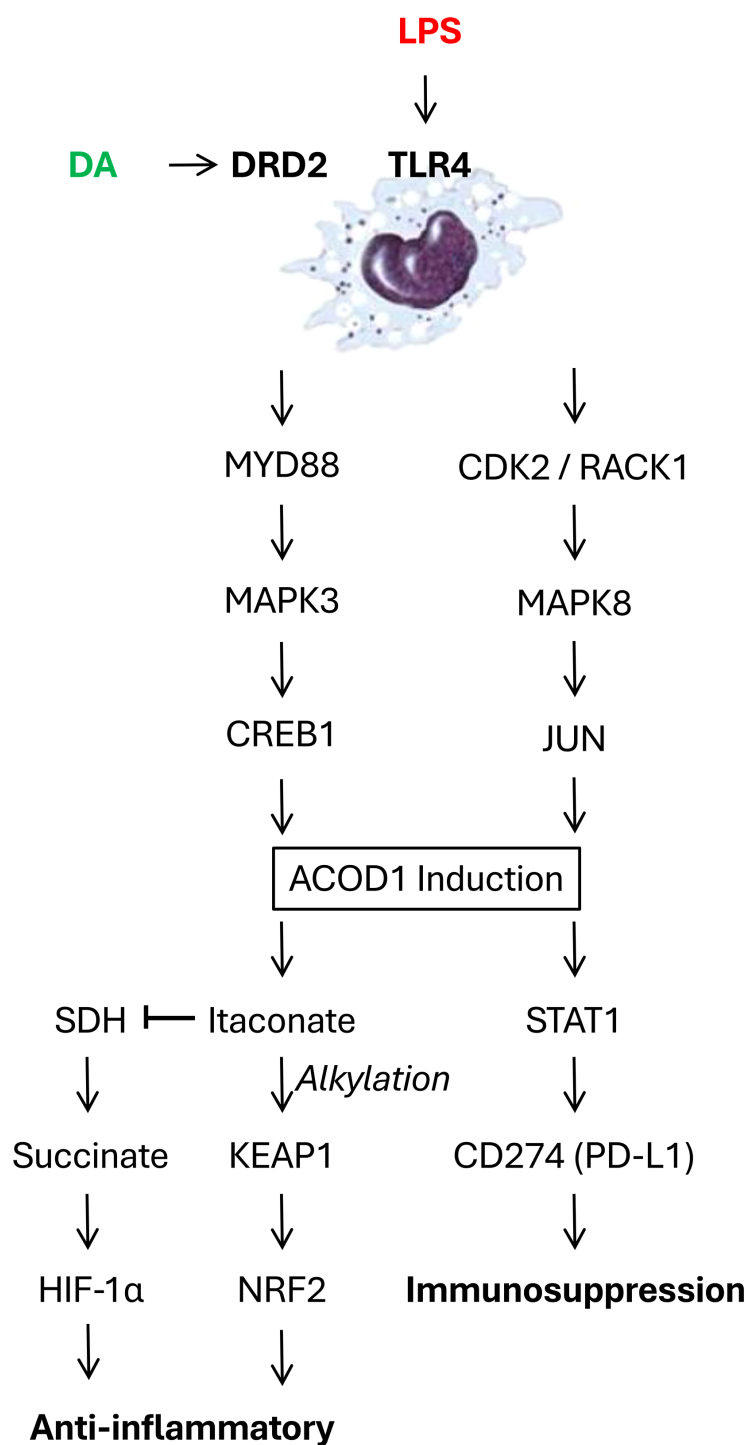 LPS
DA DRD2 TLR4
MYD88 CDK2 / RACK1
MAPK3 MAPK8
CREB1 JUN
ACOD1 Induction
SDH Itaconate STAT1
Alkylation
Succinate KEAP1 CD274 (PD-L1)
HIF-1α NRF2 Immunosuppression
Anti-inflammatory